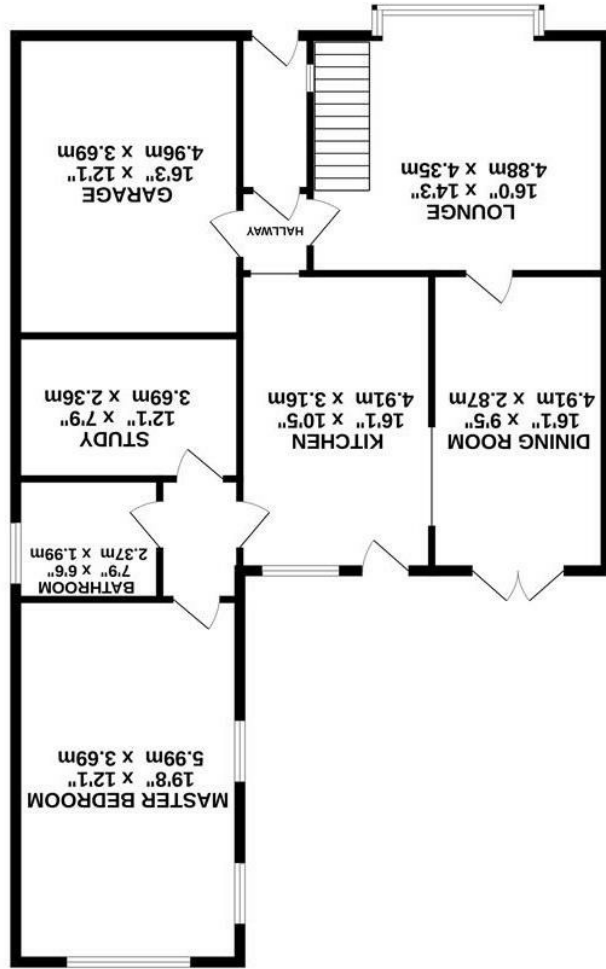 MASTER BEDROOM
19'8" x 12'1"
5.99m x 3.69m
BATHROOM
7'9" x 6'6"
2.37m x 1.99m
STUDY
12'1" x 7'9"
3.69m x 2.36m
KITCHEN
16'1" x 10'5"
4.91m x 3.16m
DINING ROOM
16'1" x 9'5"
4.91m x 2.87m
HALLWAY
GARAGE
16'3" x 12'1"
4.96m x 3.69m
LOUNGE
16'0" x 14'3"
4.88m x 4.35m